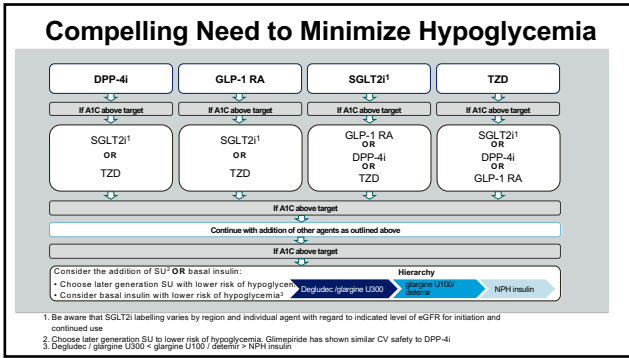 Compelling Need to Minimize Hypoglycemia
DPP-4i
GLP-1 RA
SGLT2i1
TZD
If A1C above target
If A1C above target
If A1C above target
If A1C above target
SGLT2i1
OR
TZD
SGLT2i1
OR
TZD
GLP-1 RA
OR
DPP-4i
OR
TZD
SGLT2i1
OR
DPP-4i
OR
GLP-1 RA
If A1C above target
Continue with addition of other agents as outlined above
If A1C above target
Consider the addition of SU2 OR basal insulin:
• Choose later generation SU with lower risk of hypoglycem
• Consider basal insulin with lower risk of hypoglycemia3
Hierarchy
Degludec /glargine U300
glargine U100/
detemir
NPH insulin
1. Be aware that SGLT2i labelling varies by region and individual agent with regard to indicated level of eGFR for initiation and
continued use
2. Choose later generation SU to lower risk of hypoglycemia. Glimepiride has shown similar CV safety to DPP-4i
3. Degludec / glargine U300 < glargine U100 / detemir > NPH insulin